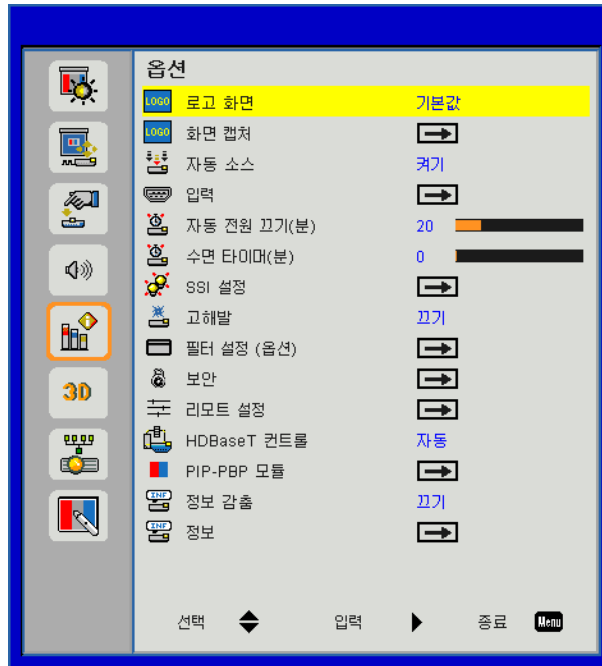 옵션
LOGO 로고 화면 기본값
LOGO 화면 캡처
자동 소스 켜기
입력
자동 전원 끄기(분) 20
수면 타이머(분) 0
SSI 설정
고해발 끄기
필터 설정 (옵션)
보안
3D
리모트 설정
HDBaseT 컨트롤 자동
PIP-PBP 모듈
INF 정보 감춤 끄기
INF 정보
선택 입력 종료 Menu